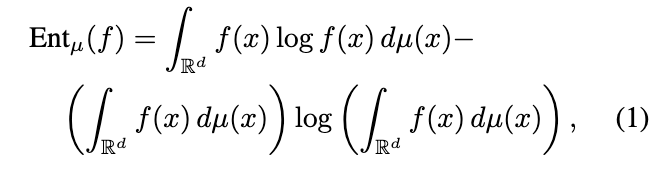 Ent_μ(f) = ∫_{ℝ^d} f(x) log f(x) dμ(x)−
(∫_{ℝ^d} f(x) dμ(x)) log (∫_{ℝ^d} f(x) dμ(x)), (1)